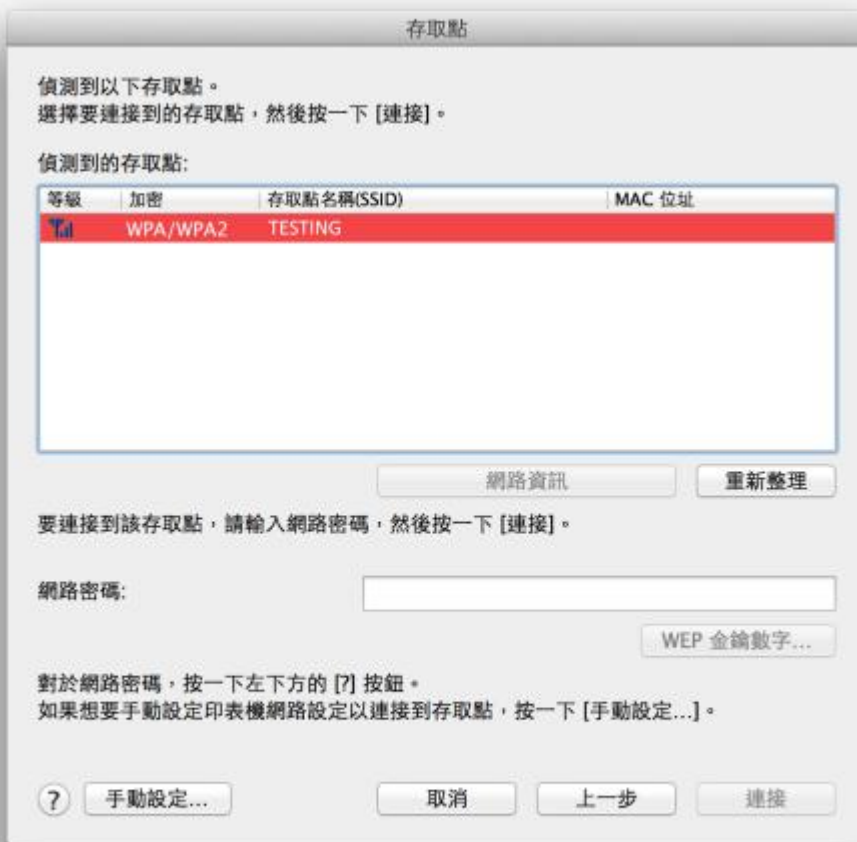 存取點
偵測到以下存取點。
選擇要連接到的存取點，然後按一下 [連接]。
偵測到的存取點:
等級 加密 存取點名稱(SSID) MAC 位址
WPA/WPA2 TESTING
網路資訊 重新整理
要連接到該存取點，請輸入網路密碼，然後按一下 [連接]。
網路密碼:
WEP 金鑰數字...
對於網路密碼，按一下左下方的 [?] 按鈕。
如果想要手動設定印表機網路設定以連接到存取點，按一下 [手動設定...]。
? 手動設定... 取消 上一步 連接